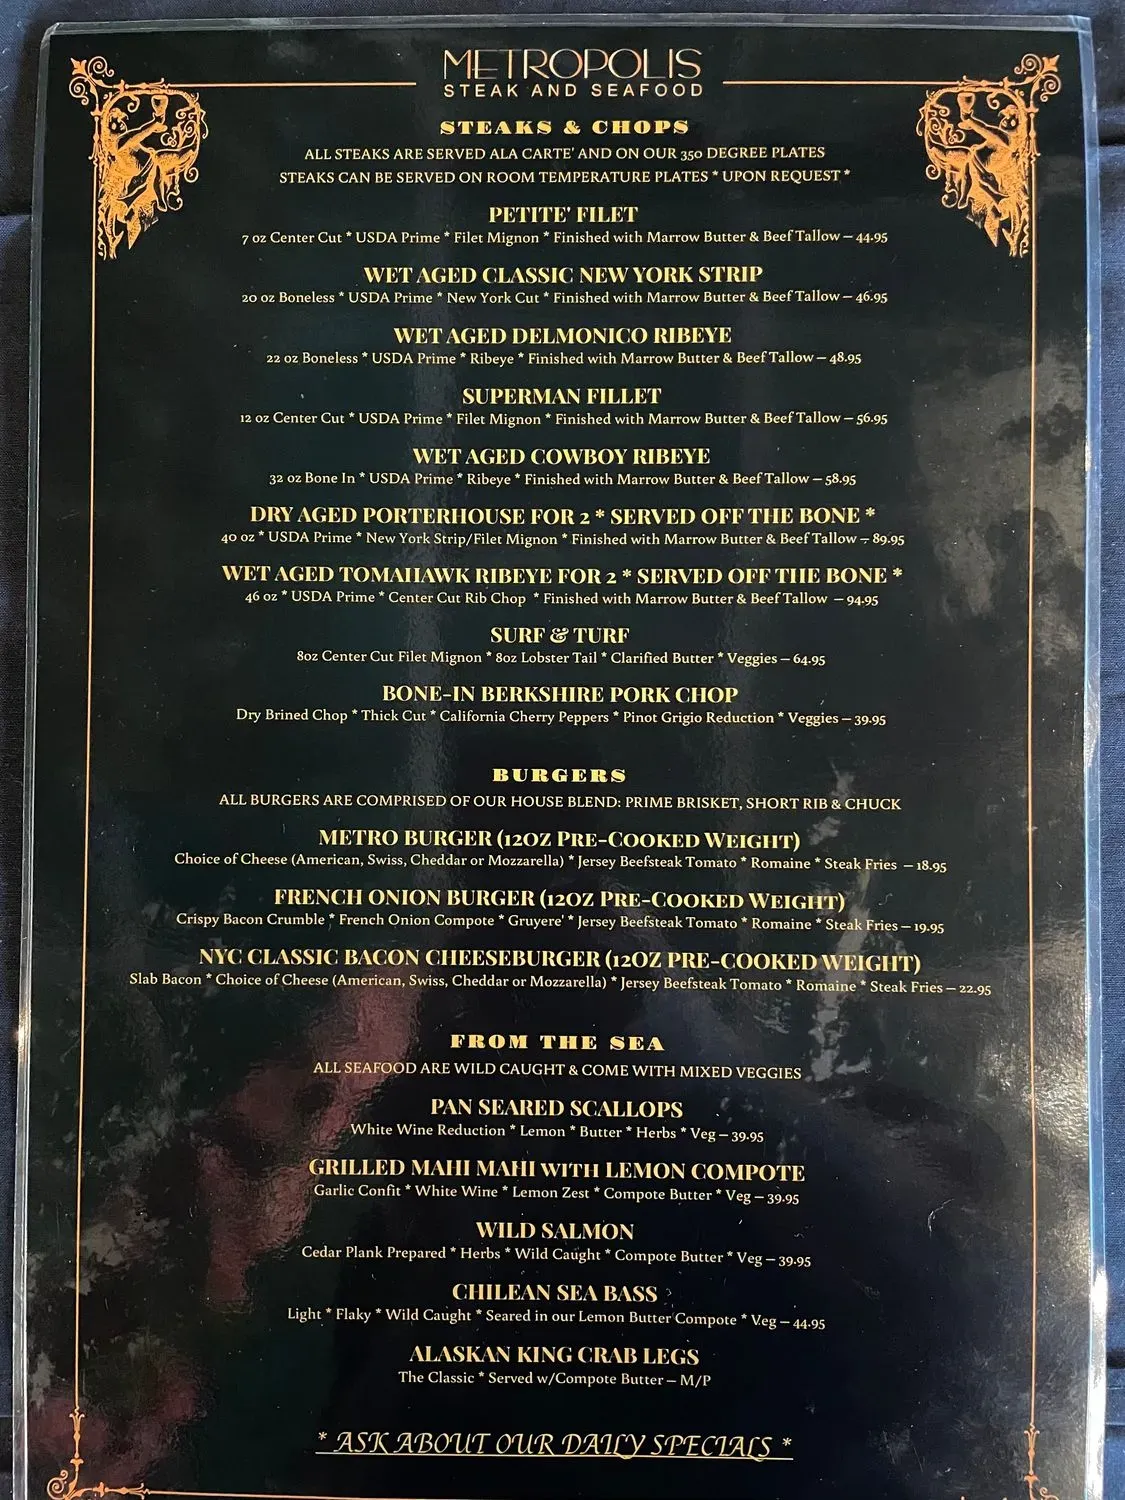 METROPOLIS
STEAK AND SEAFOOD
STEAKS & CHOPS
ALL STEAKS ARE SERVED ALA CARTE' AND ON OUR 350 DEGREE PLATES
STEAKS CAN BE SERVED ON ROOM TEMPERATURE PLATES * UPON REQUEST *
PETITE' FILET
7 oz Center Cut * USDA Prime * Filet Mignon * Finished with Marrow Butter & Beef Tallow – 44.95
WET AGED CLASSIC NEW YORK STRIP
20 oz Boneless * USDA Prime * New York Cut * Finished with Marrow Butter & Beef Tallow – 46.95
WET AGED DELMONICO RIBEYE
22 oz Boneless * USDA Prime * Ribeye * Finished with Marrow Butter & Beef Tallow – 48.95
SUPERMAN FILLET
12 oz Center Cut * USDA Prime * Filet Mignon * Finished with Marrow Butter & Beef Tallow – 56.95
WET AGED COWBOY RIBEYE
32 oz Bone In * USDA Prime * Ribeye * Finished with Marrow Butter & Beef Tallow – 58.95
DRY AGED PORTERHOUSE FOR 2 * SERVED OFF THE BONE *
40 oz * USDA Prime * New York Strip/Filet Mignon * Finished with Marrow Butter & Beef Tallow – 89.95
WET AGED TOMAHAWK RIBEYE FOR 2 * SERVED OFF THE BONE *
46 oz * USDA Prime * Center Cut Rib Chop * Finished with Marrow Butter & Beef Tallow – 94.95
SURF & TURF
8oz Center Cut Filet Mignon * 8oz Lobster Tail * Clarified Butter * Veggies – 64.95
BONE-IN BERKSHIRE PORK CHOP
Dry Brined Chop * Thick Cut * California Cherry Peppers * Pinot Grigio Reduction * Veggies – 39.95
BURGERS
ALL BURGERS ARE COMPRISED OF OUR HOUSE BLEND: PRIME BRISKET, SHORT RIB & CHUCK
METRO BURGER (12OZ PRE-COOKED WEIGHT)
Choice of Cheese (American, Swiss, Cheddar or Mozzarella) * Jersey Beefsteak Tomato * Romaine * Steak Fries – 18.95
FRENCH ONION BURGER (12OZ PRE-COOKED WEIGHT)
Crispy Bacon Crumble * French Onion Compote * Gruyere' * Jersey Beefsteak Tomato * Romaine * Steak Fries – 19.95
NYC CLASSIC BACON CHEESEBURGER (12OZ PRE-COOKED WEIGHT)
Slab Bacon * Choice of Cheese (American, Swiss, Cheddar or Mozzarella) * Jersey Beefsteak Tomato * Romaine * Steak Fries – 22.95
FROM THE SEA
ALL SEAFOOD ARE WILD CAUGHT & COME WITH MIXED VEGGIES
PAN SEARED SCALLOPS
White Wine Reduction * Lemon * Butter * Herbs * Veg – 39.95
GRILLED MAHI MAHI WITH LEMON COMPOTE
Garlic Confit * White Wine * Lemon Zest * Compote Butter * Veg – 39.95
WILD SALMON
Cedar Plank Prepared * Herbs * Wild Caught * Compote Butter * Veg – 39.95
CHILEAN SEA BASS
Light * Flaky * Wild Caught * Seared in our Lemon Butter Compote * Veg – 44.95
ALASKAN KING CRAB LEGS
The Classic * Served w/Compote Butter – M/P
* ASK ABOUT OUR DAILY SPECIALS *